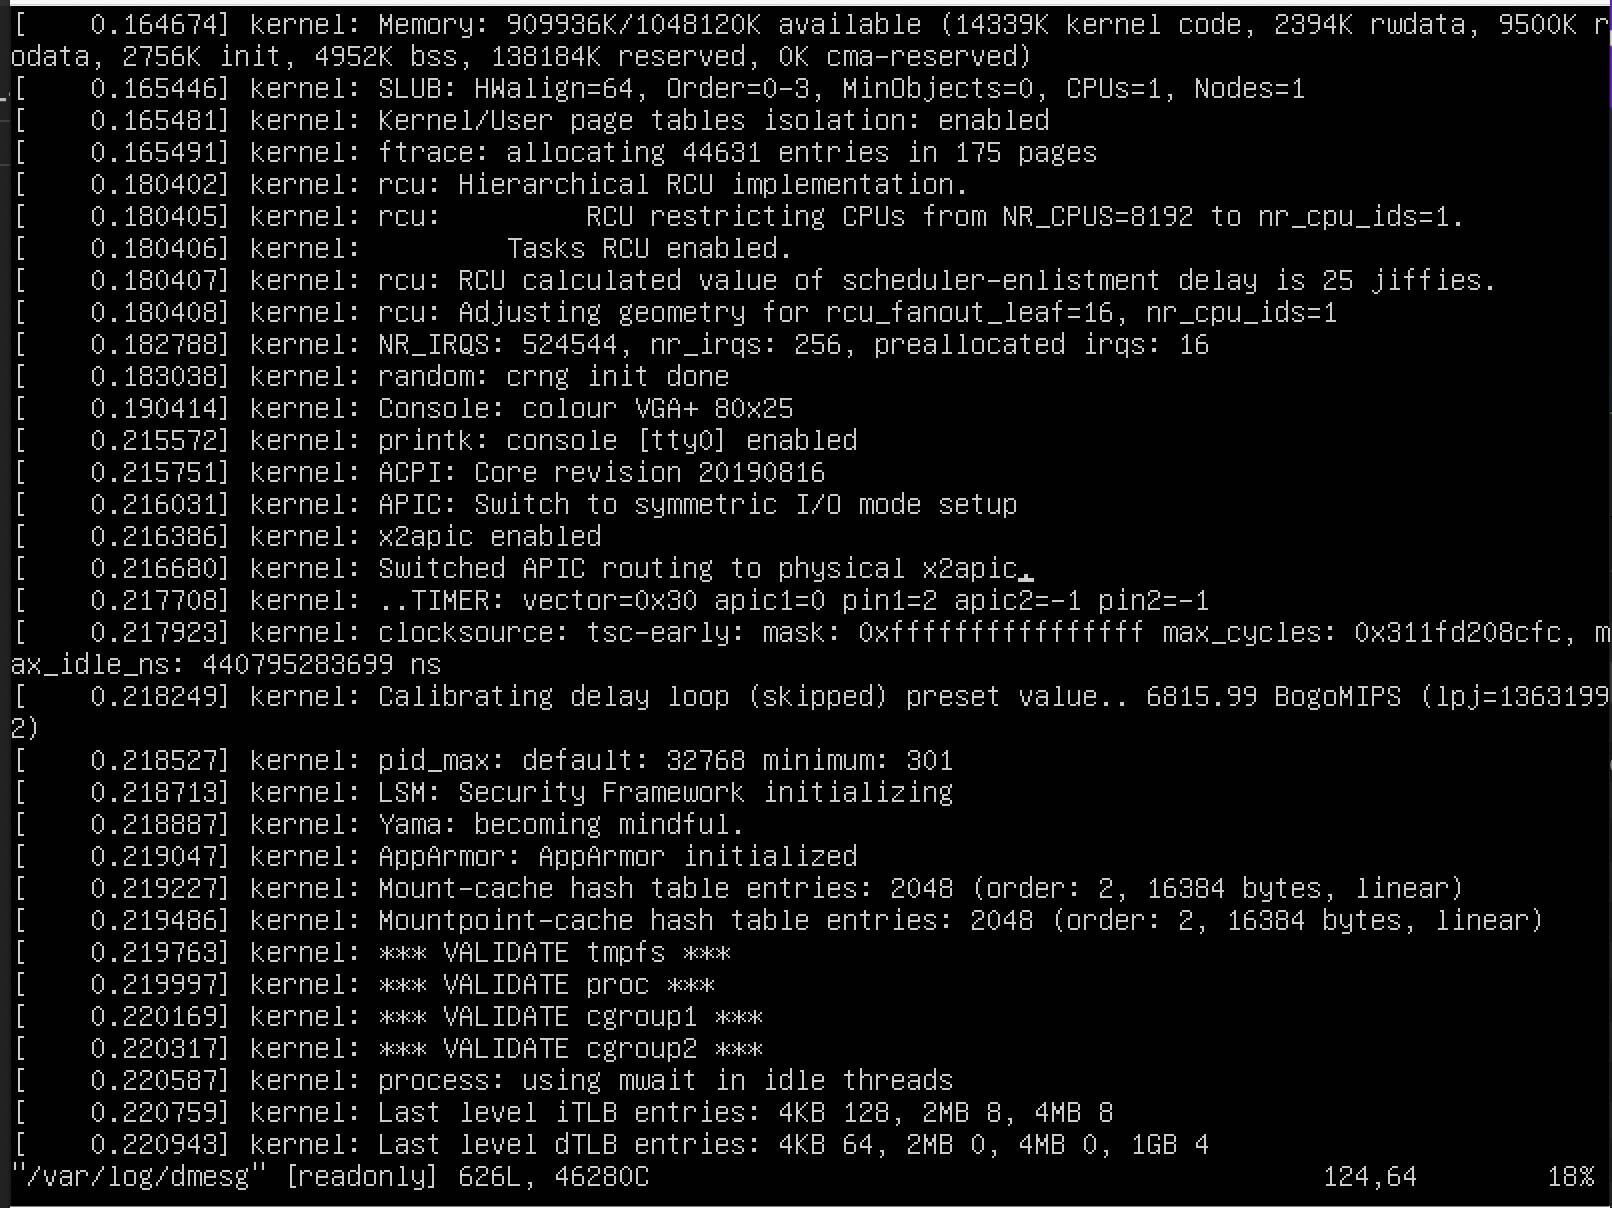 [    0.164674] kernel: Memory: 909936K/1048120K available (14339K kernel code, 2394K rwdata, 9500K r
odata, 2756K init, 4952K bss, 138184K reserved, 0K cma-reserved)
[    0.165446] kernel: SLUB: HWalign=64, Order=0-3, MinObjects=0, CPUs=1, Nodes=1
[    0.165481] kernel: Kernel/User page tables isolation: enabled
[    0.165491] kernel: ftrace: allocating 44631 entries in 175 pages
[    0.180402] kernel: rcu: Hierarchical RCU implementation.
[    0.180405] kernel: rcu:         RCU restricting CPUs from NR_CPUS=8192 to nr_cpu_ids=1.
[    0.180406] kernel:         Tasks RCU enabled.
[    0.180407] kernel: rcu: RCU calculated value of scheduler-enlistment delay is 25 jiffies.
[    0.180408] kernel: rcu: Adjusting geometry for rcu_fanout_leaf=16, nr_cpu_ids=1
[    0.182788] kernel: NR_IRQS: 524544, nr_irqs: 256, preallocated irqs: 16
[    0.183038] kernel: random: crng init done
[    0.190414] kernel: Console: colour VGA+ 80x25
[    0.215572] kernel: printk: console [tty0] enabled
[    0.215751] kernel: ACPI: Core revision 20190816
[    0.216031] kernel: APIC: Switch to symmetric I/O mode setup
[    0.216386] kernel: x2apic enabled
[    0.216680] kernel: Switched APIC routing to physical x2apic.
[    0.217708] kernel: ..TIMER: vector=0x30 apic1=0 pin1=2 apic2=-1 pin2=-1
[    0.217923] kernel: clocksource: tsc-early: mask: 0xffffffffffffffff max_cycles: 0x311fd208cfc, m
ax_idle_ns: 440795283699 ns
[    0.218249] kernel: Calibrating delay loop (skipped) preset value.. 6815.99 BogoMIPS (lpj=1363199
2)
[    0.218527] kernel: pid_max: default: 32768 minimum: 301
[    0.218713] kernel: LSM: Security Framework initializing
[    0.218887] kernel: Yama: becoming mindful.
[    0.219047] kernel: AppArmor: AppArmor initialized
[    0.219227] kernel: Mount-cache hash table entries: 2048 (order: 2, 16384 bytes, linear)
[    0.219486] kernel: Mountpoint-cache hash table entries: 2048 (order: 2, 16384 bytes, linear)
[    0.219763] kernel: *** VALIDATE tmpfs ***
[    0.219997] kernel: *** VALIDATE proc ***
[    0.220169] kernel: *** VALIDATE cgroup1 ***
[    0.220317] kernel: *** VALIDATE cgroup2 ***
[    0.220587] kernel: process: using mwait in idle threads
[    0.220759] kernel: Last level iTLB entries: 4KB 128, 2MB 8, 4MB 8
[    0.220943] kernel: Last level dTLB entries: 4KB 64, 2MB 0, 4MB 0, 1GB 4
"/var/log/dmesg" [readonly] 626L, 46280C 124,64 18%